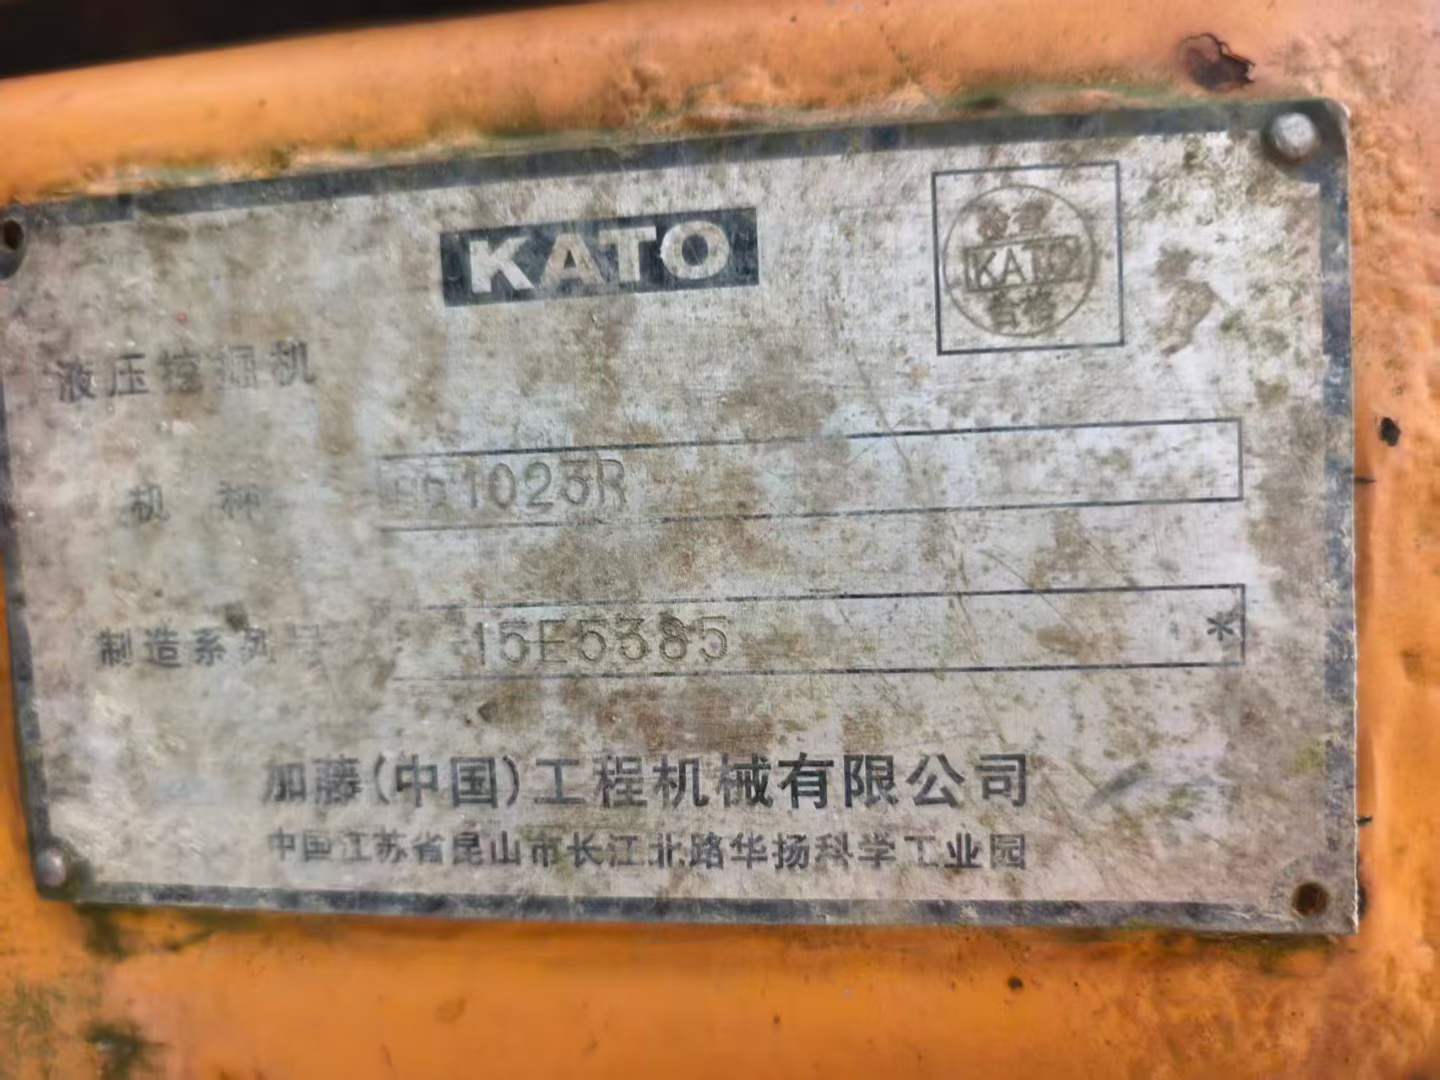 KATO
检查
KATO
合格
液压挖掘机
机 种
1023R
制造系列号
15E5385 *
加藤(中国)工程机械有限公司
中国江苏省昆山市长江北路华扬科学工业园